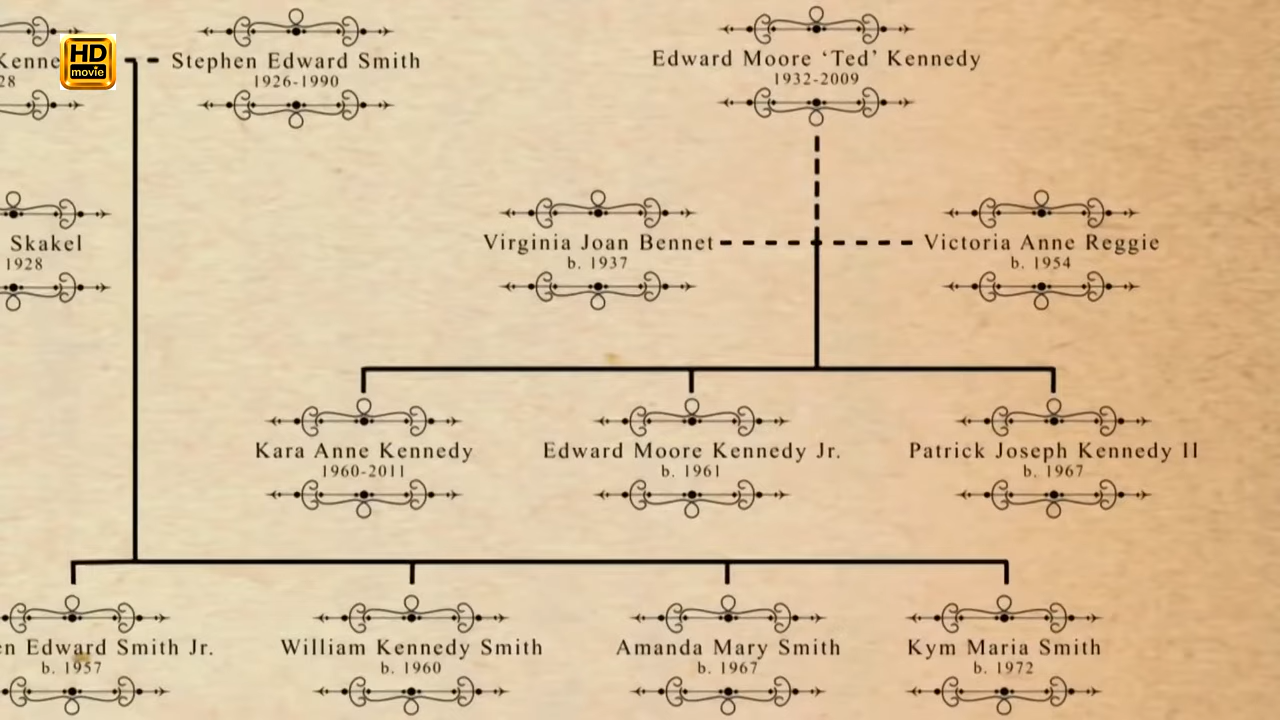 HD
movie
Stephen Edward Smith
1926-1990
Edward Moore ‘Ted’ Kennedy
1932-2009
Skakel
1928
Virginia Joan Bennet
b. 1937
Victoria Anne Reggie
b. 1954
Kara Anne Kennedy
1960-2011
Edward Moore Kennedy Jr.
b. 1961
Patrick Joseph Kennedy II
b. 1967
Edward Smith Jr.
b. 1957
William Kennedy Smith
b. 1960
Amanda Mary Smith
b. 1967
Kym Maria Smith
b. 1972